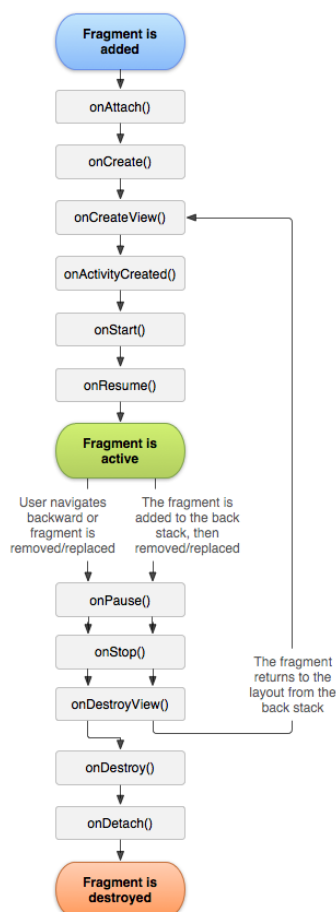 Fragment is
added
onAttach()
onCreate()
onCreateView()
onActivityCreated()
onStart()
onResume()
Fragment is
active
User navigates
backward or
fragment is
removed/replaced
The fragment is
added to the back
stack, then
removed/replaced
onPause()
onStop()
onDestroyView()
The fragment
returns to the
layout from the
back stack
onDestroy()
onDetach()
Fragment is
destroyed